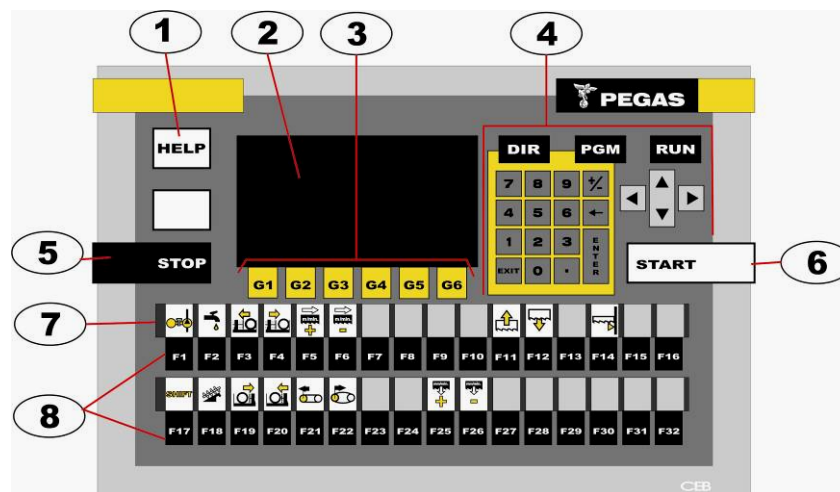 1 2 3 4
PEGAS
HELP
DIR PGM RUN
7 8 9 +/-
4 5 6 ←
1 2 3 ENTER
EXIT 0 .
5 STOP
START 6
G1 G2 G3 G4 G5 G6
7
m/min. m/min.
+ -
F1 F2 F3 F4 F5 F6 F7 F8 F9 F10 F11 F12 F13 F14 F15 F16
8
SHIFT + -
F17 F18 F19 F20 F21 F22 F23 F24 F25 F26 F27 F28 F29 F30 F31 F32
CEB